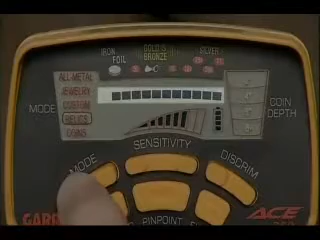 IRON
FOIL
GOLD &
BRONZE
SILVER
ALL-METAL
JEWELRY
CUSTOM
RELICS
COINS
MODE
COIN
DEPTH
SENSITIVITY
MODE
DISCRIM
PINPOINT
ACE